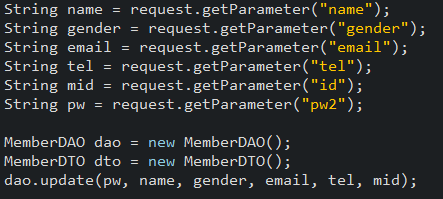 String name = request.getParameter("name");
String gender = request.getParameter("gender");
String email = request.getParameter("email");
String tel = request.getParameter("tel");
String mid = request.getParameter("id");
String pw = request.getParameter("pw2");
MemberDAO dao = new MemberDAO();
MemberDTO dto = new MemberDTO();
dao.update(pw, name, gender, email, tel, mid);